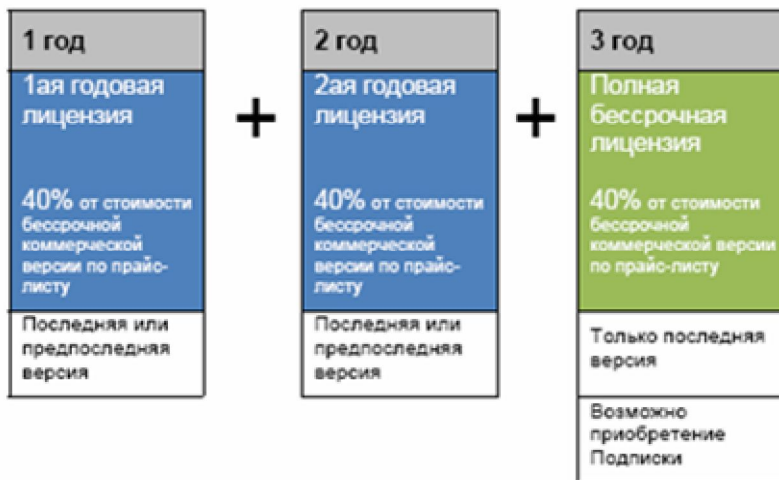 1 год
1ая годовая
лицензия
40% от стоимости
бессрочной
коммерческой
версии по прайс-
листу
Последняя или
предпоследняя
версия
+
2 год
2ая годовая
лицензия
40% от стоимости
бессрочной
коммерческой
версии по прайс-
листу
Последняя или
предпоследняя
версия
+
3 год
Полная
бессрочная
лицензия
40% от стоимости
бессрочной
коммерческой версии
по прайс-листу
Только последняя
версия
Возможно
приобретение
Подписки